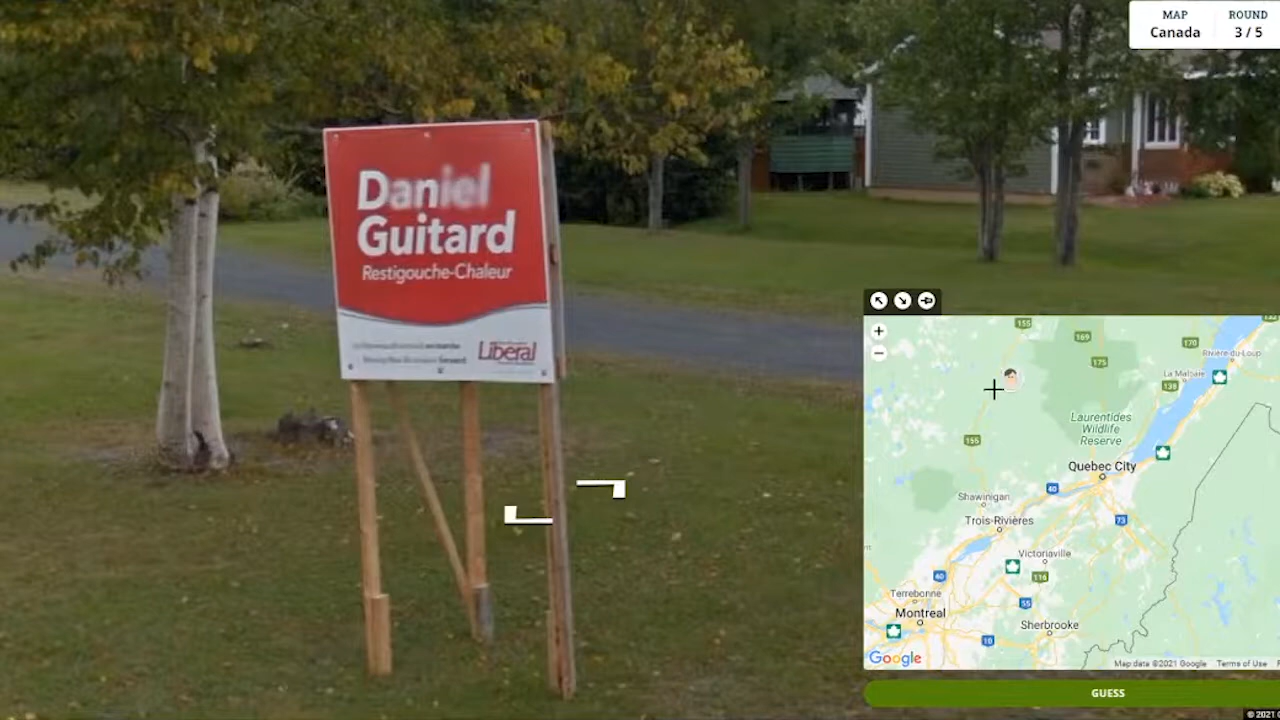 MAP
Canada
ROUND
3 / 5
Daniel
Guitard
Restigouche-Chaleur
forward
Liberal
+
−
155
169
170
175
Rivière-du-Loup
La Malbaie
138
Laurentides
Wildlife
Reserve
155
Quebec City
40
Shawinigan
Trois-Rivières
73
Victoriaville
116
40
Terrebonne
55
Montreal
Sherbrooke
10
Google
Map data ©2021 Google
Terms of Use
GUESS
© 2021